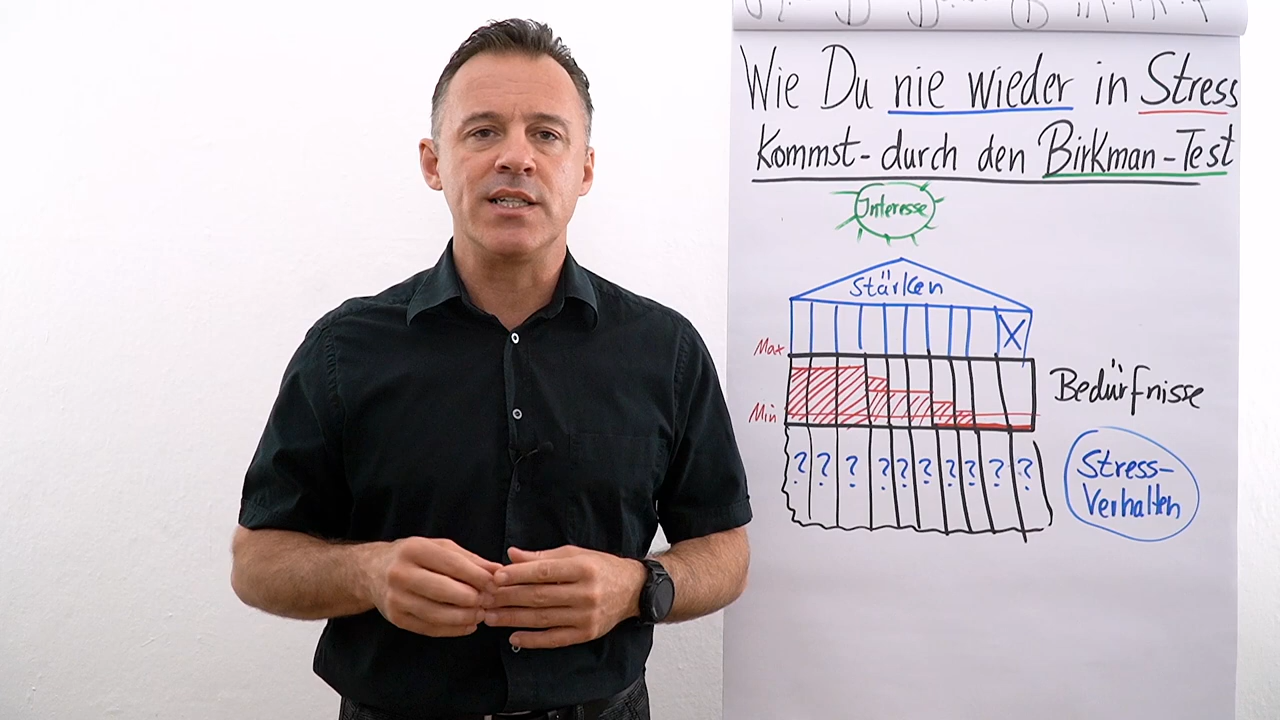 Wie Du nie wieder in Stress
kommst - durch den Birkman-Test
Interesse
Stärken
X
Max
Min
Bedürfnisse
? ? ? ? ? ? ? ? ? ?
Stress-
Verhalten